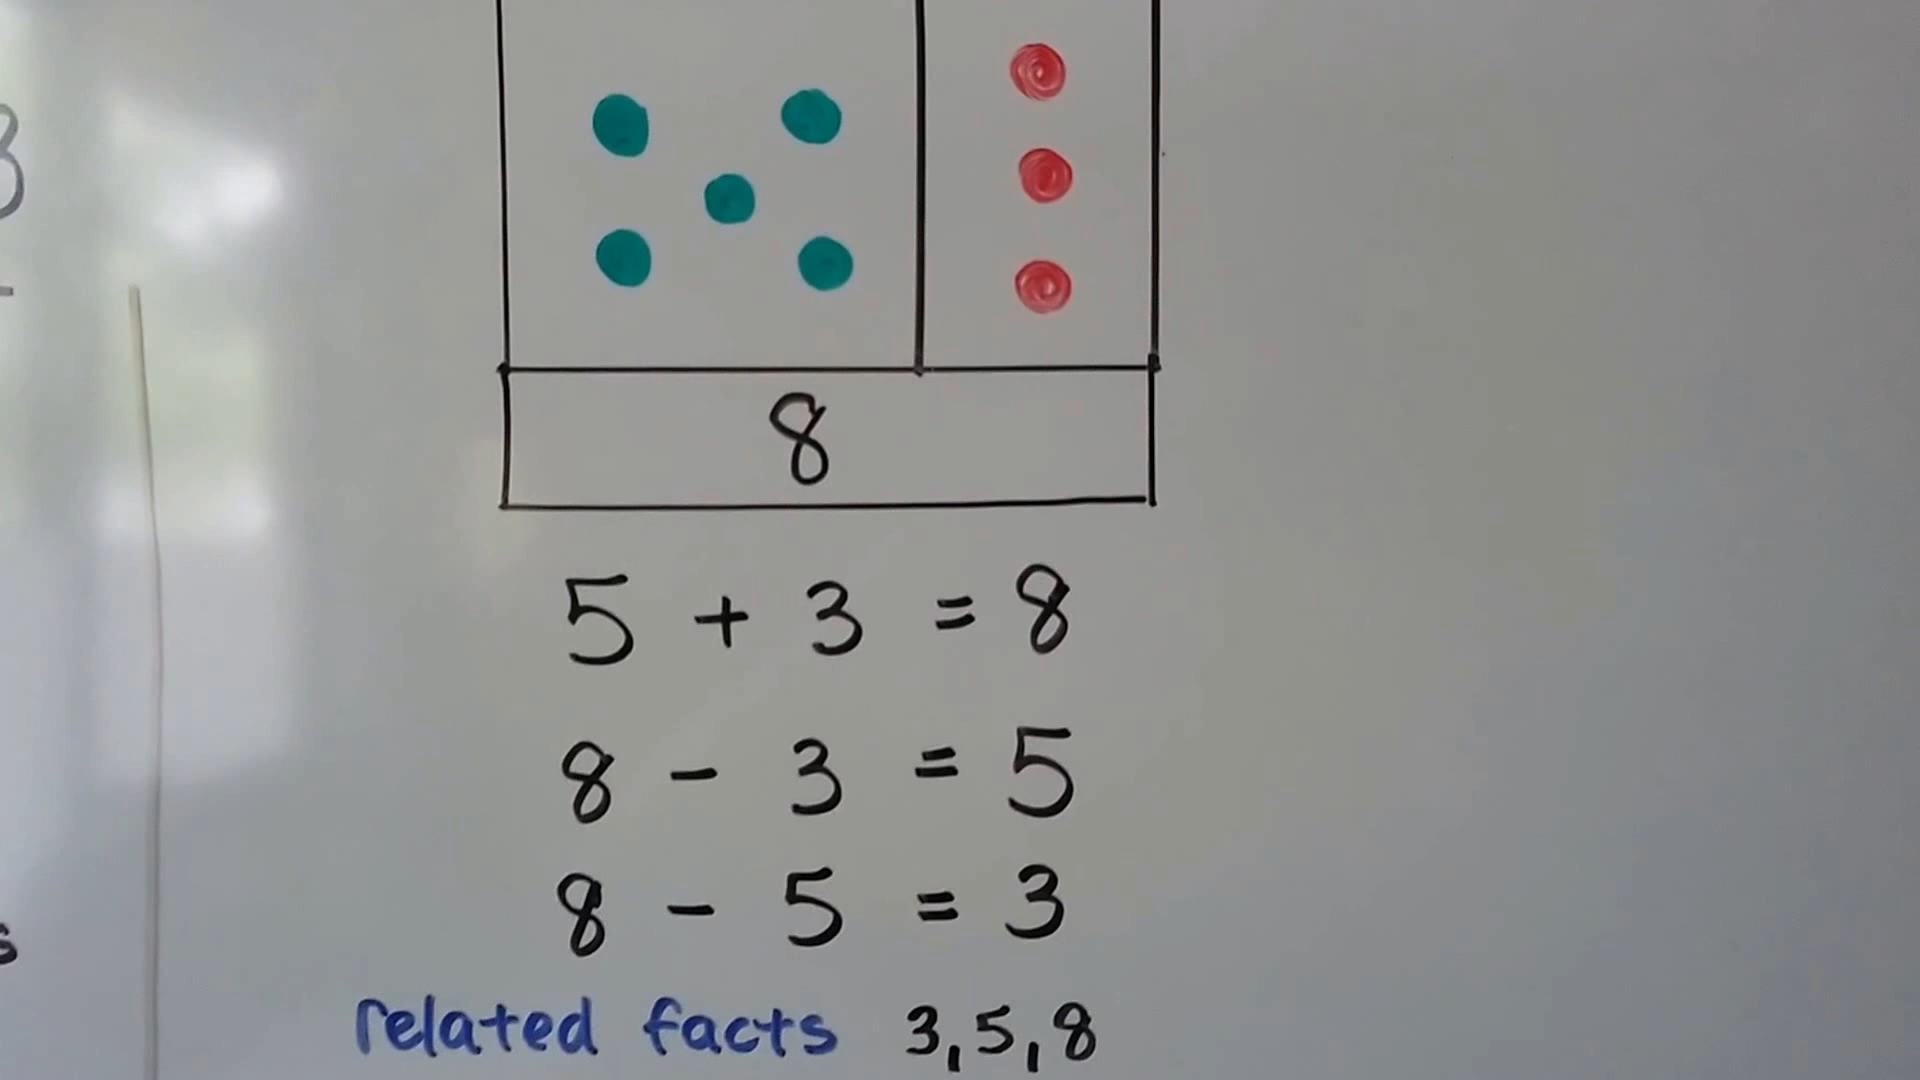 8
5 + 3 = 8
8 - 3 = 5
8 - 5 = 3
related facts 3,5,8